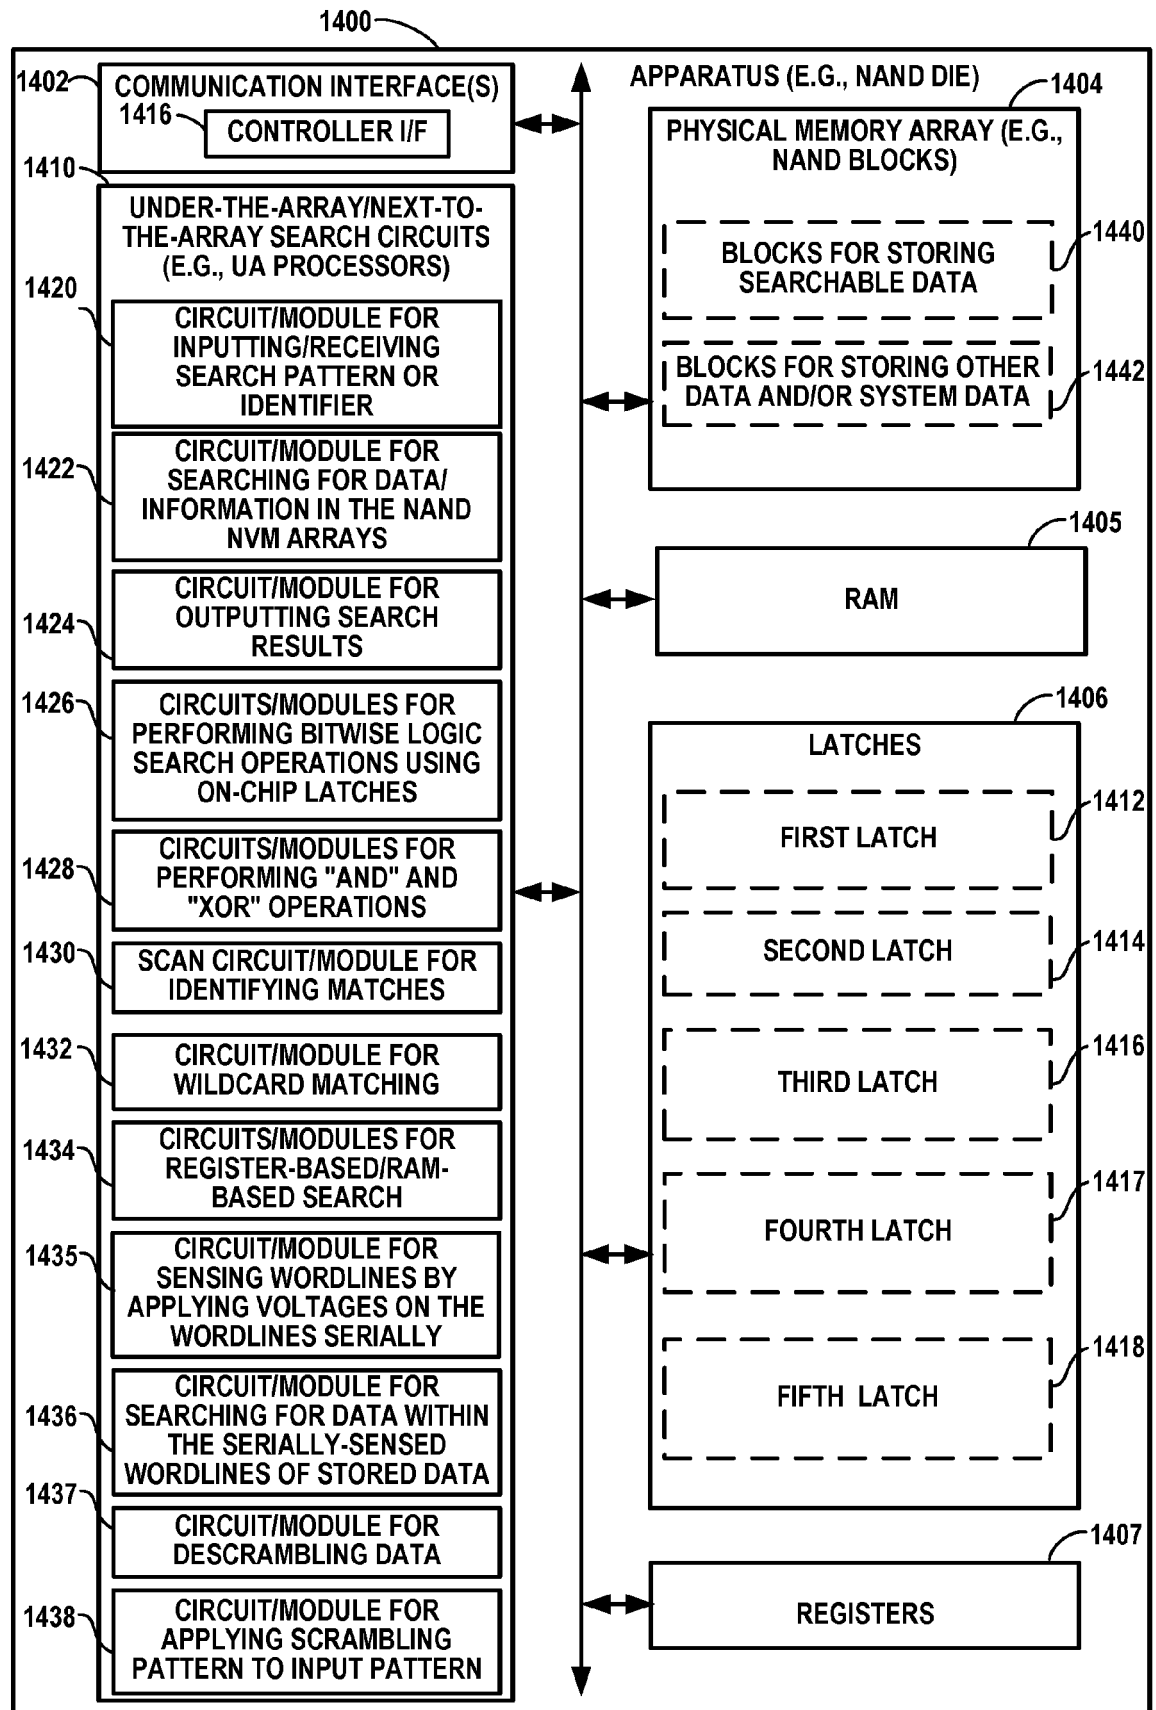 1400
1402
COMMUNICATION INTERFACE(S)
1416
CONTROLLER I/F
1410
UNDER-THE-ARRAY/NEXT-TO-
THE-ARRAY SEARCH CIRCUITS
(E.G., UA PROCESSORS)
1420
CIRCUIT/MODULE FOR
INPUTTING/RECEIVING
SEARCH PATTERN OR
IDENTIFIER
1422
CIRCUIT/MODULE FOR
SEARCHING FOR DATA/
INFORMATION IN THE NAND
NVM ARRAYS
1424
CIRCUIT/MODULE FOR
OUTPUTTING SEARCH
RESULTS
1426
CIRCUITS/MODULES FOR
PERFORMING BITWISE LOGIC
SEARCH OPERATIONS USING
ON-CHIP LATCHES
1428
CIRCUITS/MODULES FOR
PERFORMING "AND" AND
"XOR" OPERATIONS
1430
SCAN CIRCUIT/MODULE FOR
IDENTIFYING MATCHES
1432
CIRCUIT/MODULE FOR
WILDCARD MATCHING
1434
CIRCUITS/MODULES FOR
REGISTER-BASED/RAM-
BASED SEARCH
1435
CIRCUIT/MODULE FOR
SENSING WORDLINES BY
APPLYING VOLTAGES ON THE
WORDLINES SERIALLY
1436
CIRCUIT/MODULE FOR
SEARCHING FOR DATA WITHIN
THE SERIALLY-SENSED
WORDLINES OF STORED DATA
1437
CIRCUIT/MODULE FOR
DESCRAMBLING DATA
1438
CIRCUIT/MODULE FOR
APPLYING SCRAMBLING
PATTERN TO INPUT PATTERN
APPARATUS (E.G., NAND DIE)
1404
PHYSICAL MEMORY ARRAY (E.G.,
NAND BLOCKS)
1440
BLOCKS FOR STORING
SEARCHABLE DATA
1442
BLOCKS FOR STORING OTHER
DATA AND/OR SYSTEM DATA
1405
RAM
1406
LATCHES
1412
FIRST LATCH
1414
SECOND LATCH
1416
THIRD LATCH
1417
FOURTH LATCH
1418
FIFTH LATCH
1407
REGISTERS